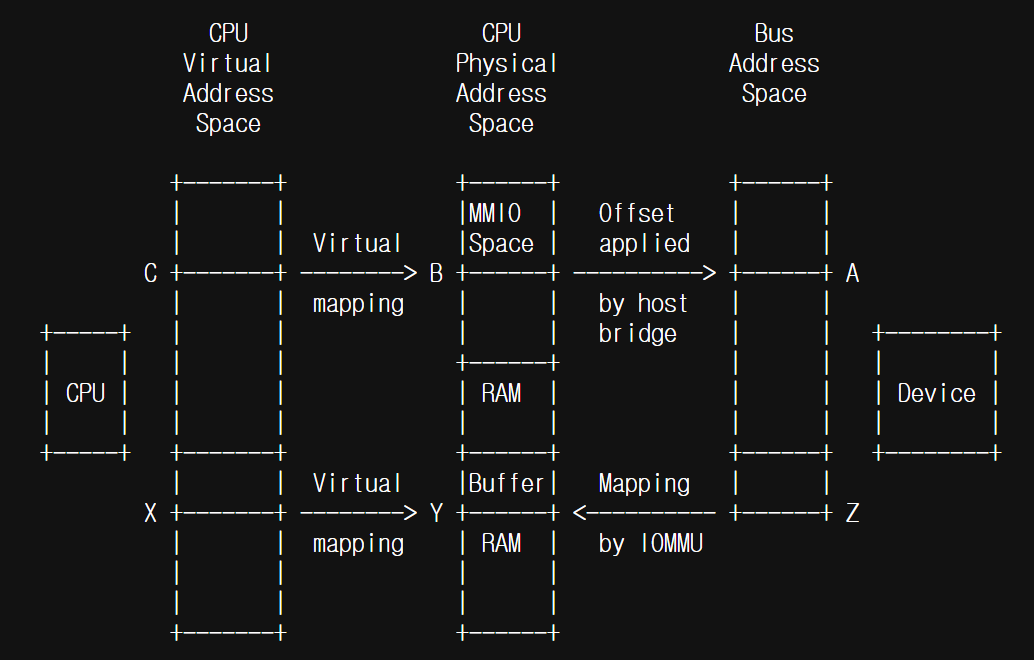 CPU                  CPU                  Bus
             Virtual              Physical             Address
             Address              Address               Space
              Space                Space

            +-------+             +------+             +------+
            |       |             |MMIO  |   Offset    |      |
            |       |  Virtual    |Space |   applied   |      |
          C +-------+ --------> B +------+ ----------> +------+ A
            |       |  mapping    |      |   by host   |      |
  +-----+   |       |             |      |   bridge    |      |   +--------+
  |     |   |       |             +------+             |      |   |        |
  | CPU |   |       |             | RAM  |             |      |   | Device |
  |     |   |       |             |      |             |      |   |        |
  +-----+   +-------+             +------+             +------+   +--------+
            |       |  Virtual    |Buffer|   Mapping   |      |
          X +-------+ --------> Y +------+ <---------- +------+ Z
            |       |  mapping    | RAM  |   by IOMMU
            |       |             |      |
            |       |             |      |
            +-------+             +------+